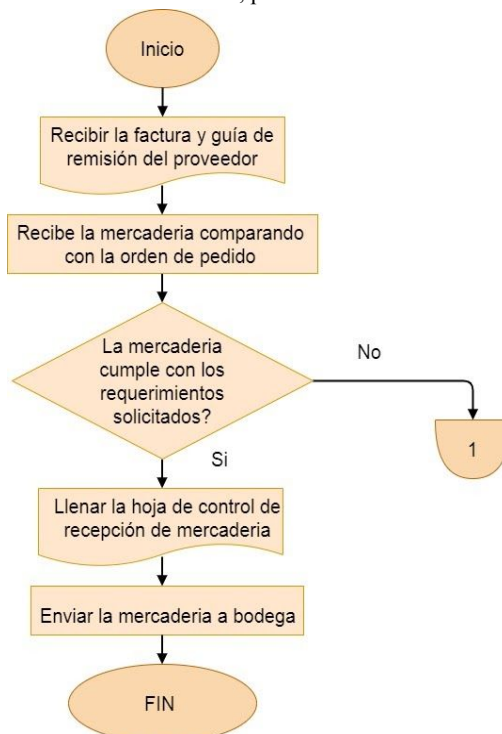 Inicio
Recibir la factura y guía de
remisión del proveedor
Recibe la mercaderia comparando
con la orden de pedido
La mercaderia
cumple con los
requerimientos
solicitados?
No
1
Si
Llenar la hoja de control de
recepción de mercaderia
Enviar la mercaderia a bodega
FIN